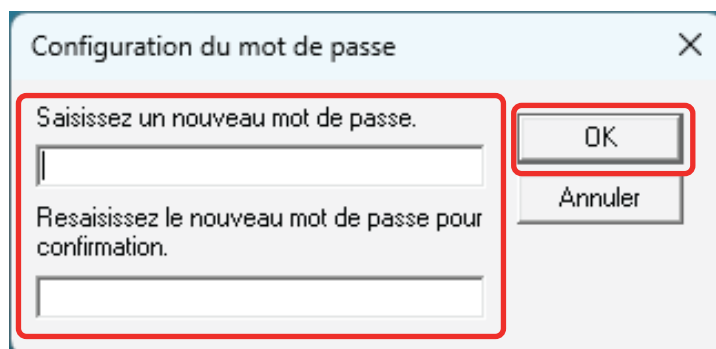 Configuration du mot de passe
Saisissez un nouveau mot de passe.
OK
Annuler
Resaisissez le nouveau mot de passe pour
confirmation.